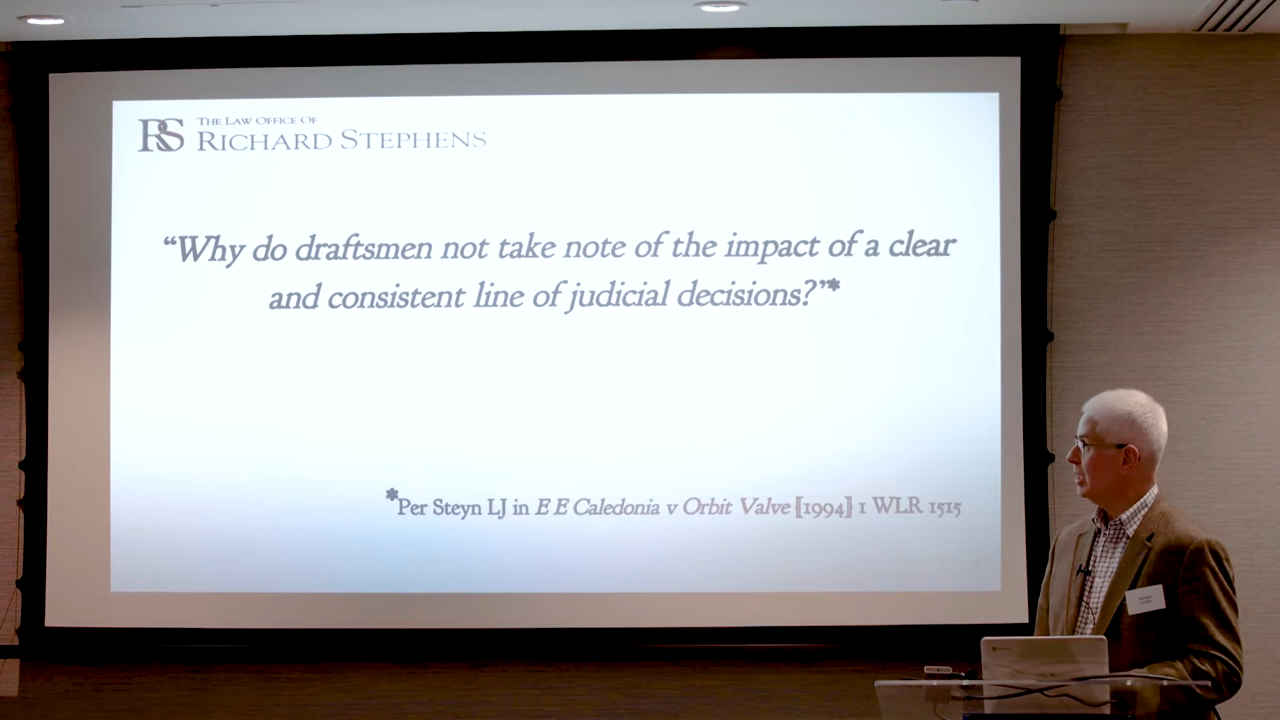 RS THE LAW OFFICE OF
RICHARD STEPHENS
“Why do draftsmen not take note of the impact of a clear
and consistent line of judicial decisions?”*
*Per Steyn LJ in E E Caledonia v Orbit Valve [1994] 1 WLR 1515